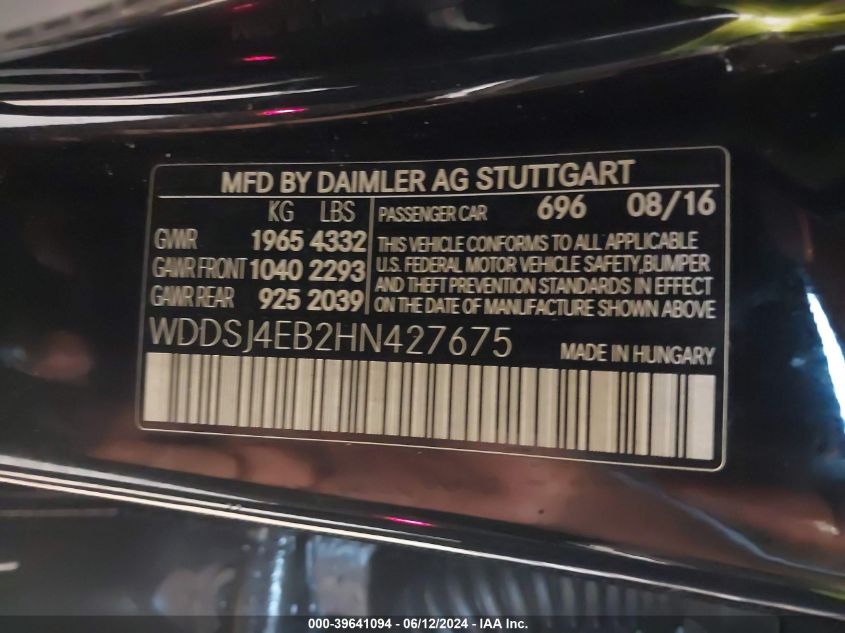 MFD BY DAIMLER AG STUTTGART
KG LBS
GVWR 1965 4332
GAWR FRONT 1040 2293
GAWR REAR 925 2039
PASSENGER CAR 696 08/16
THIS VEHICLE CONFORMS TO ALL APPLICABLE
U.S. FEDERAL MOTOR VEHICLE SAFETY,BUMPER
AND THEFT PREVENTION STANDARDS IN EFFECT
ON THE DATE OF MANUFACTURE SHOWN ABOVE
WDDSJ4EB2HN427675
MADE IN HUNGARY
000-39641094 - 06/12/2024 - IAA Inc.